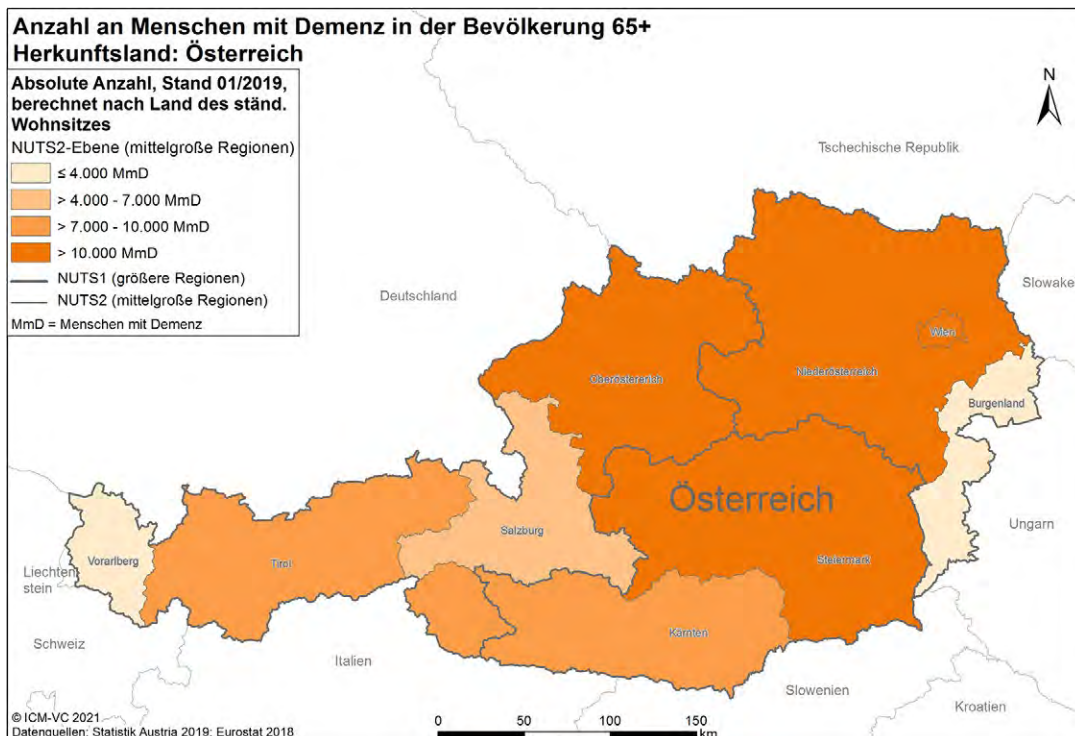 Anzahl an Menschen mit Demenz in der Bevölkerung 65+
Herkunftsland: Österreich
Absolute Anzahl, Stand 01/2019,
berechnet nach Land des ständ.
Wohnsitzes
NUTS2-Ebene (mittelgroße Regionen)
≤ 4.000 MmD
> 4.000 - 7.000 MmD
> 7.000 - 10.000 MmD
> 10.000 MmD
NUTS1 (größere Regionen)
NUTS2 (mittelgroße Regionen)
MmD = Menschen mit Demenz
N
Tschechische Republik
Deutschland
Slowake
Wien
Oberösterreich
Niederösterreich
Burgenland
Österreich
Ungarn
Salzburg
Vorarlberg
Tirol
Steiermark
Liechten
stein
Kärnten
Schweiz
Italien
Slowenien
Kroatien
© ICM-VC 2021
Datenquellen: Statistik Austria 2019; Eurostat 2018
0 50 100 150
km